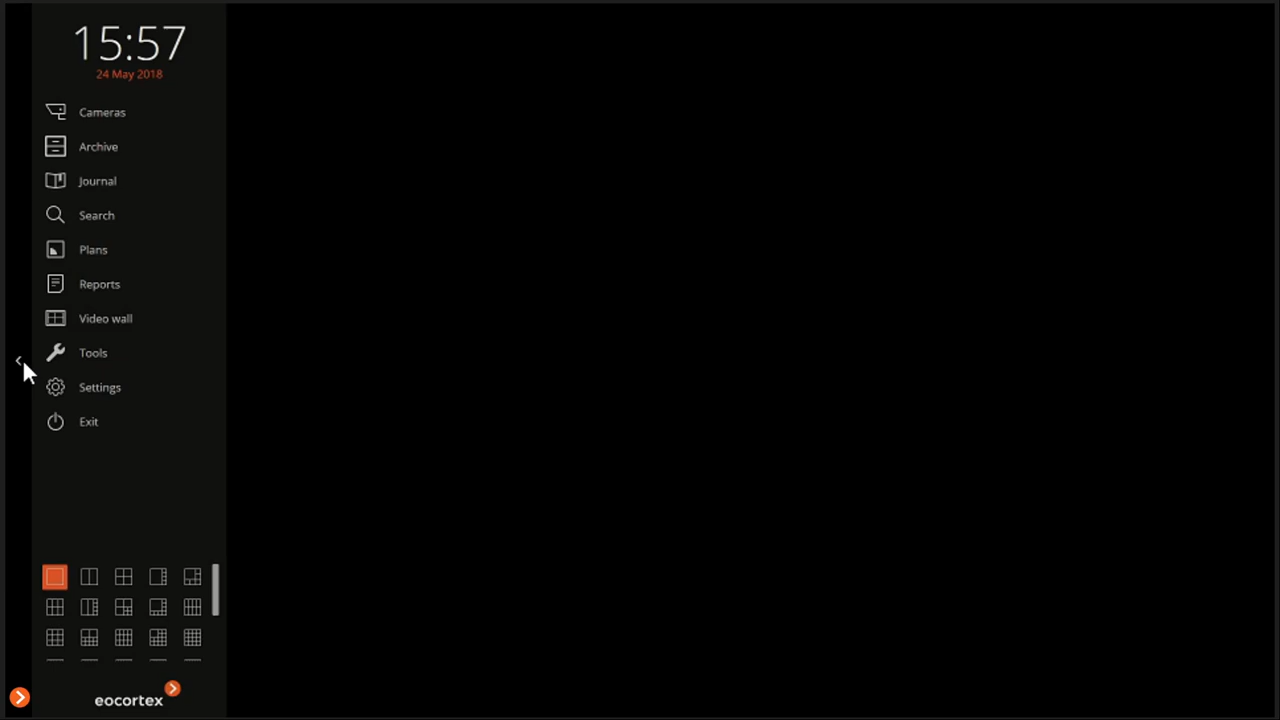 15:57
24 May 2018
Cameras
Archive
Journal
Search
Plans
Reports
Video wall
Tools
Settings
Exit
eocortex